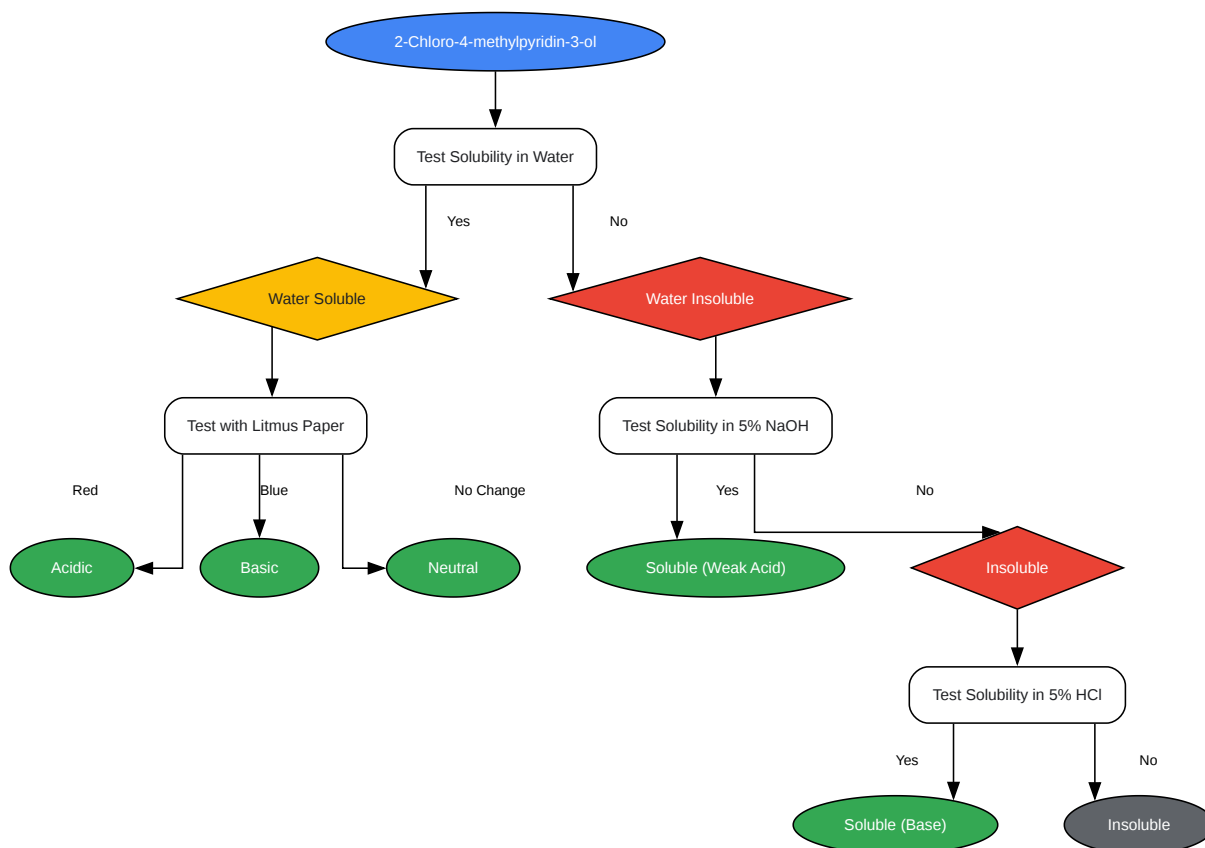 2-Chloro-4-methylpyridin-3-ol
Test Solubility in Water
Yes
No
Water Soluble
Water Insoluble
Test with Litmus Paper
Test Solubility in 5% NaOH
Red
Blue
No Change
Yes
No
Acidic
Basic
Neutral
Soluble (Weak Acid)
Insoluble
Test Solubility in 5% HCl
Yes
No
Soluble (Base)
Insoluble